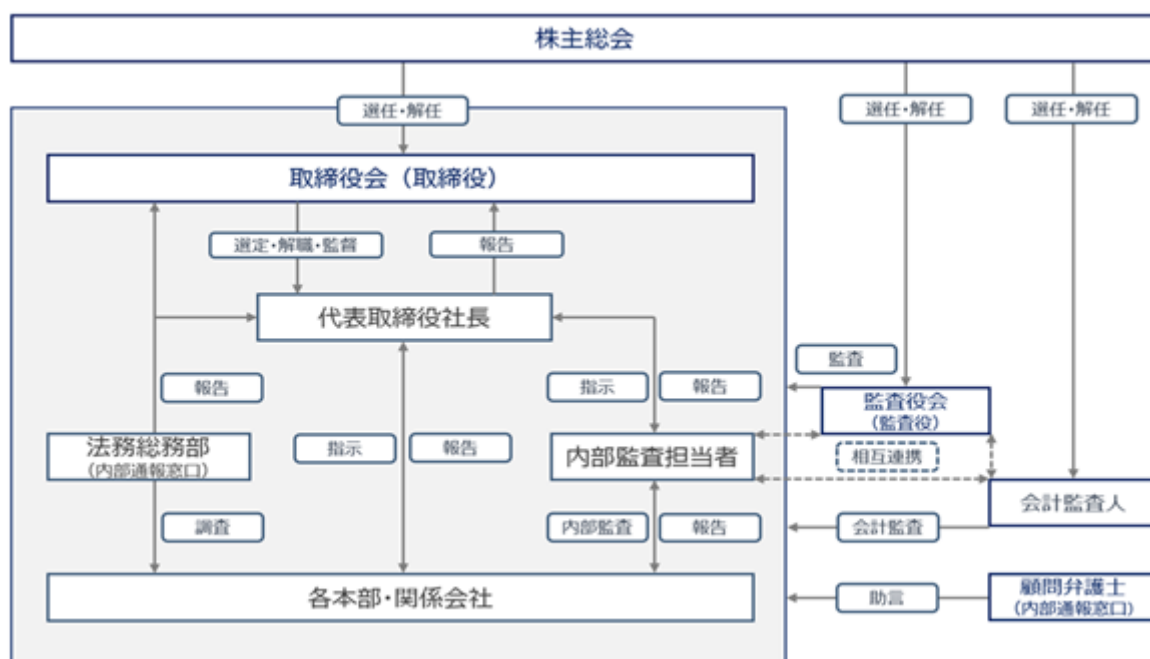 株主総会
選任・解任
選任・解任
選任・解任
取締役会（取締役）
選定・解職・監督
報告
代表取締役社長
監査
報告
指示
報告
監査役会
（監査役）
法務総務部
（内部通報窓口）
指示
報告
内部監査担当者
相互連携
会計監査人
調査
内部監査
報告
会計監査
各本部・関係会社
助言
顧問弁護士
（内部通報窓口）